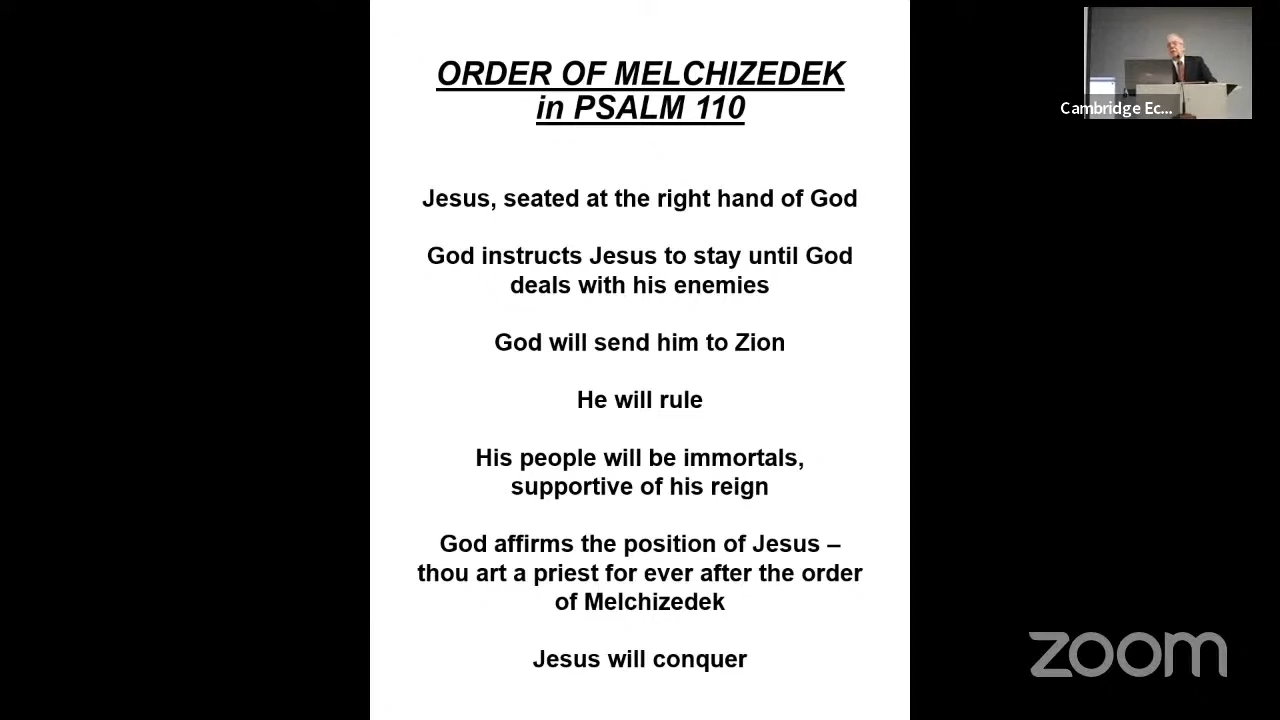 ORDER OF MELCHIZEDEK
in PSALM 110
Jesus, seated at the right hand of God
God instructs Jesus to stay until God
deals with his enemies
God will send him to Zion
He will rule
His people will be immortals,
supportive of his reign
God affirms the position of Jesus –
thou art a priest for ever after the order
of Melchizedek
Jesus will conquer
Cambridge Ec...
zoom